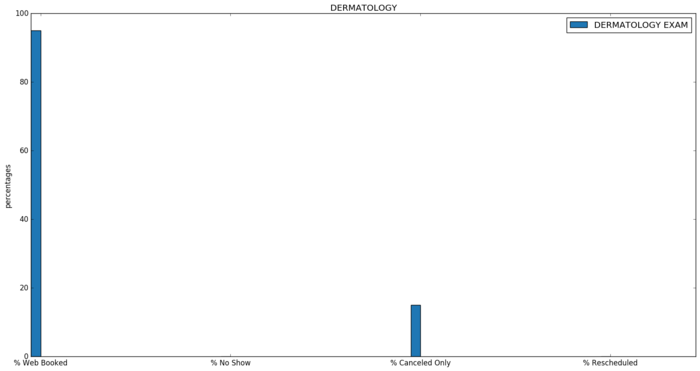 DERMATOLOGY
DERMATOLOGY EXAM
percentages
100
80
60
40
20
0
% Web Booked
% No Show
% Canceled Only
% Rescheduled